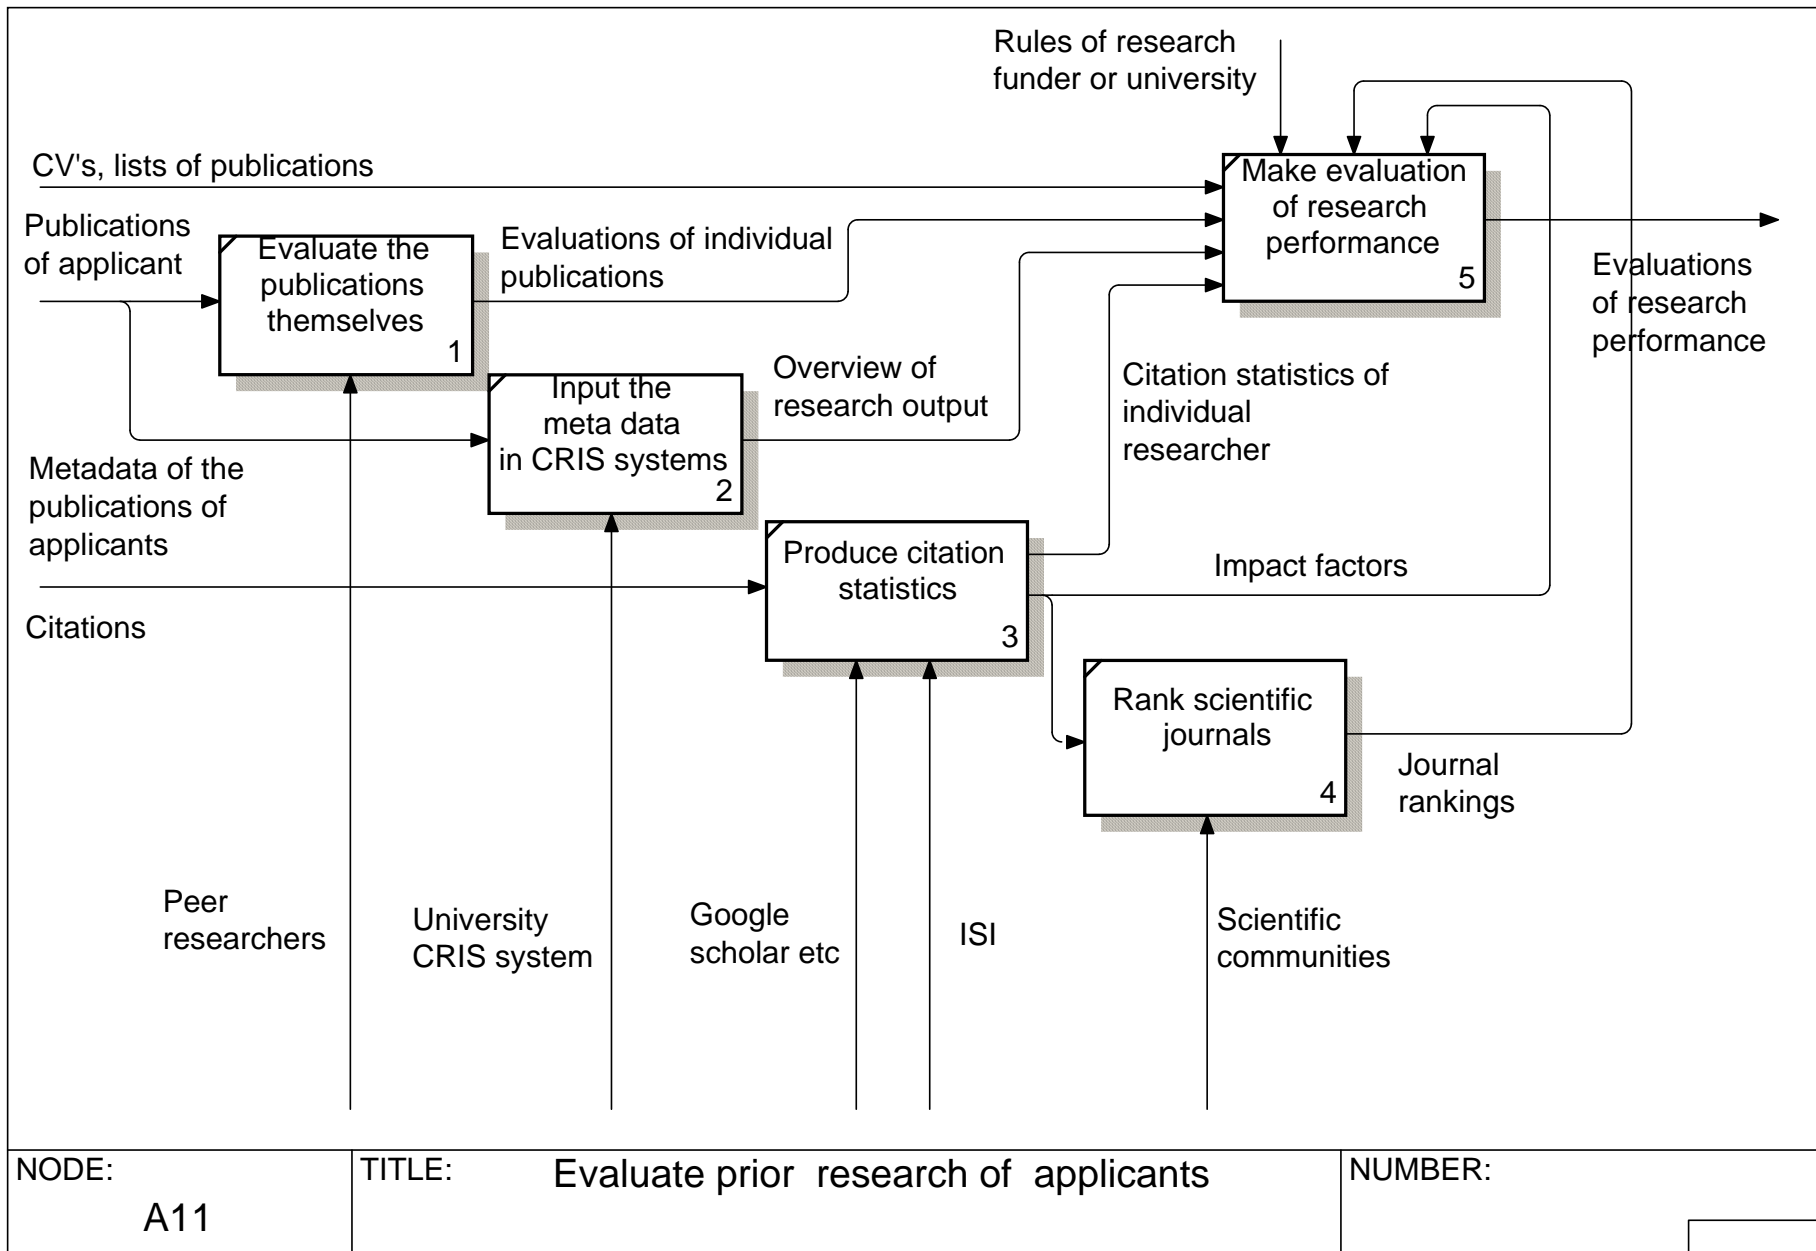 Rules of research
funder or university
CV's, lists of publications
Publications
of applicant
Evaluate the
publications
themselves
1
Evaluations of individual
publications
Make evaluation
of research
performance
5
Evaluations
of research
performance
Input the
meta data
in CRIS systems
2
Overview of
research output
Citation statistics of
individual
researcher
Metadata of the
publications of
applicants
Produce citation
statistics
3
Impact factors
Citations
Rank scientific
journals
4
Journal
rankings
Peer
researchers
University
CRIS system
Google
scholar etc
ISI
Scientific
communities
NODE:
A11
TITLE:
Evaluate prior research of applicants
NUMBER: